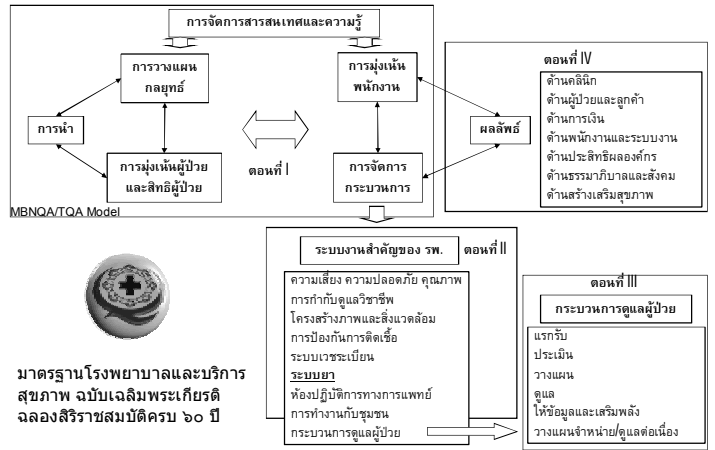 การจัดการสารสนเทศและความรู้
การวางแผน
กลยุทธ์
การมุ่งเน้น
พนักงาน
การนำ
ผลลัพธ์
การมุ่งเน้นผู้ป่วย
และสิทธิผู้ป่วย
ตอนที่ I
การจัดการ
กระบวนการ
MBNQA/TQA Model
ตอนที่ IV
ด้านคลินิก
ด้านผู้ป่วยและลูกค้า
ด้านการเงิน
ด้านพนักงานและระบบงาน
ด้านประสิทธิผลองค์กร
ด้านธรรมาภิบาลและสังคม
ด้านสร้างเสริมสุขภาพ
ระบบงานสำคัญของ รพ. ตอนที่ II
ความเสี่ยง ความปลอดภัย คุณภาพ
การกำกับดูแลวิชาชีพ
โครงสร้างภาพและสิ่งแวดล้อม
การป้องกันการติดเชื้อ
ระบบเวชระเบียน
ระบบยา
ห้องปฏิบัติการทางการแพทย์
การทำงานกับชุมชน
กระบวนการดูแลผู้ป่วย
ตอนที่ III
กระบวนการดูแลผู้ป่วย
แรกรับ
ประเมิน
วางแผน
ดูแล
ให้ข้อมูลและเสริมพลัง
วางแผนจำหน่าย/ดูแลต่อเนื่อง
มาตรฐานโรงพยาบาลและบริการ
สุขภาพ ฉบับเฉลิมพระเกียรติ
ฉลองสิริราชสมบัติครบ ๖๐ ปี